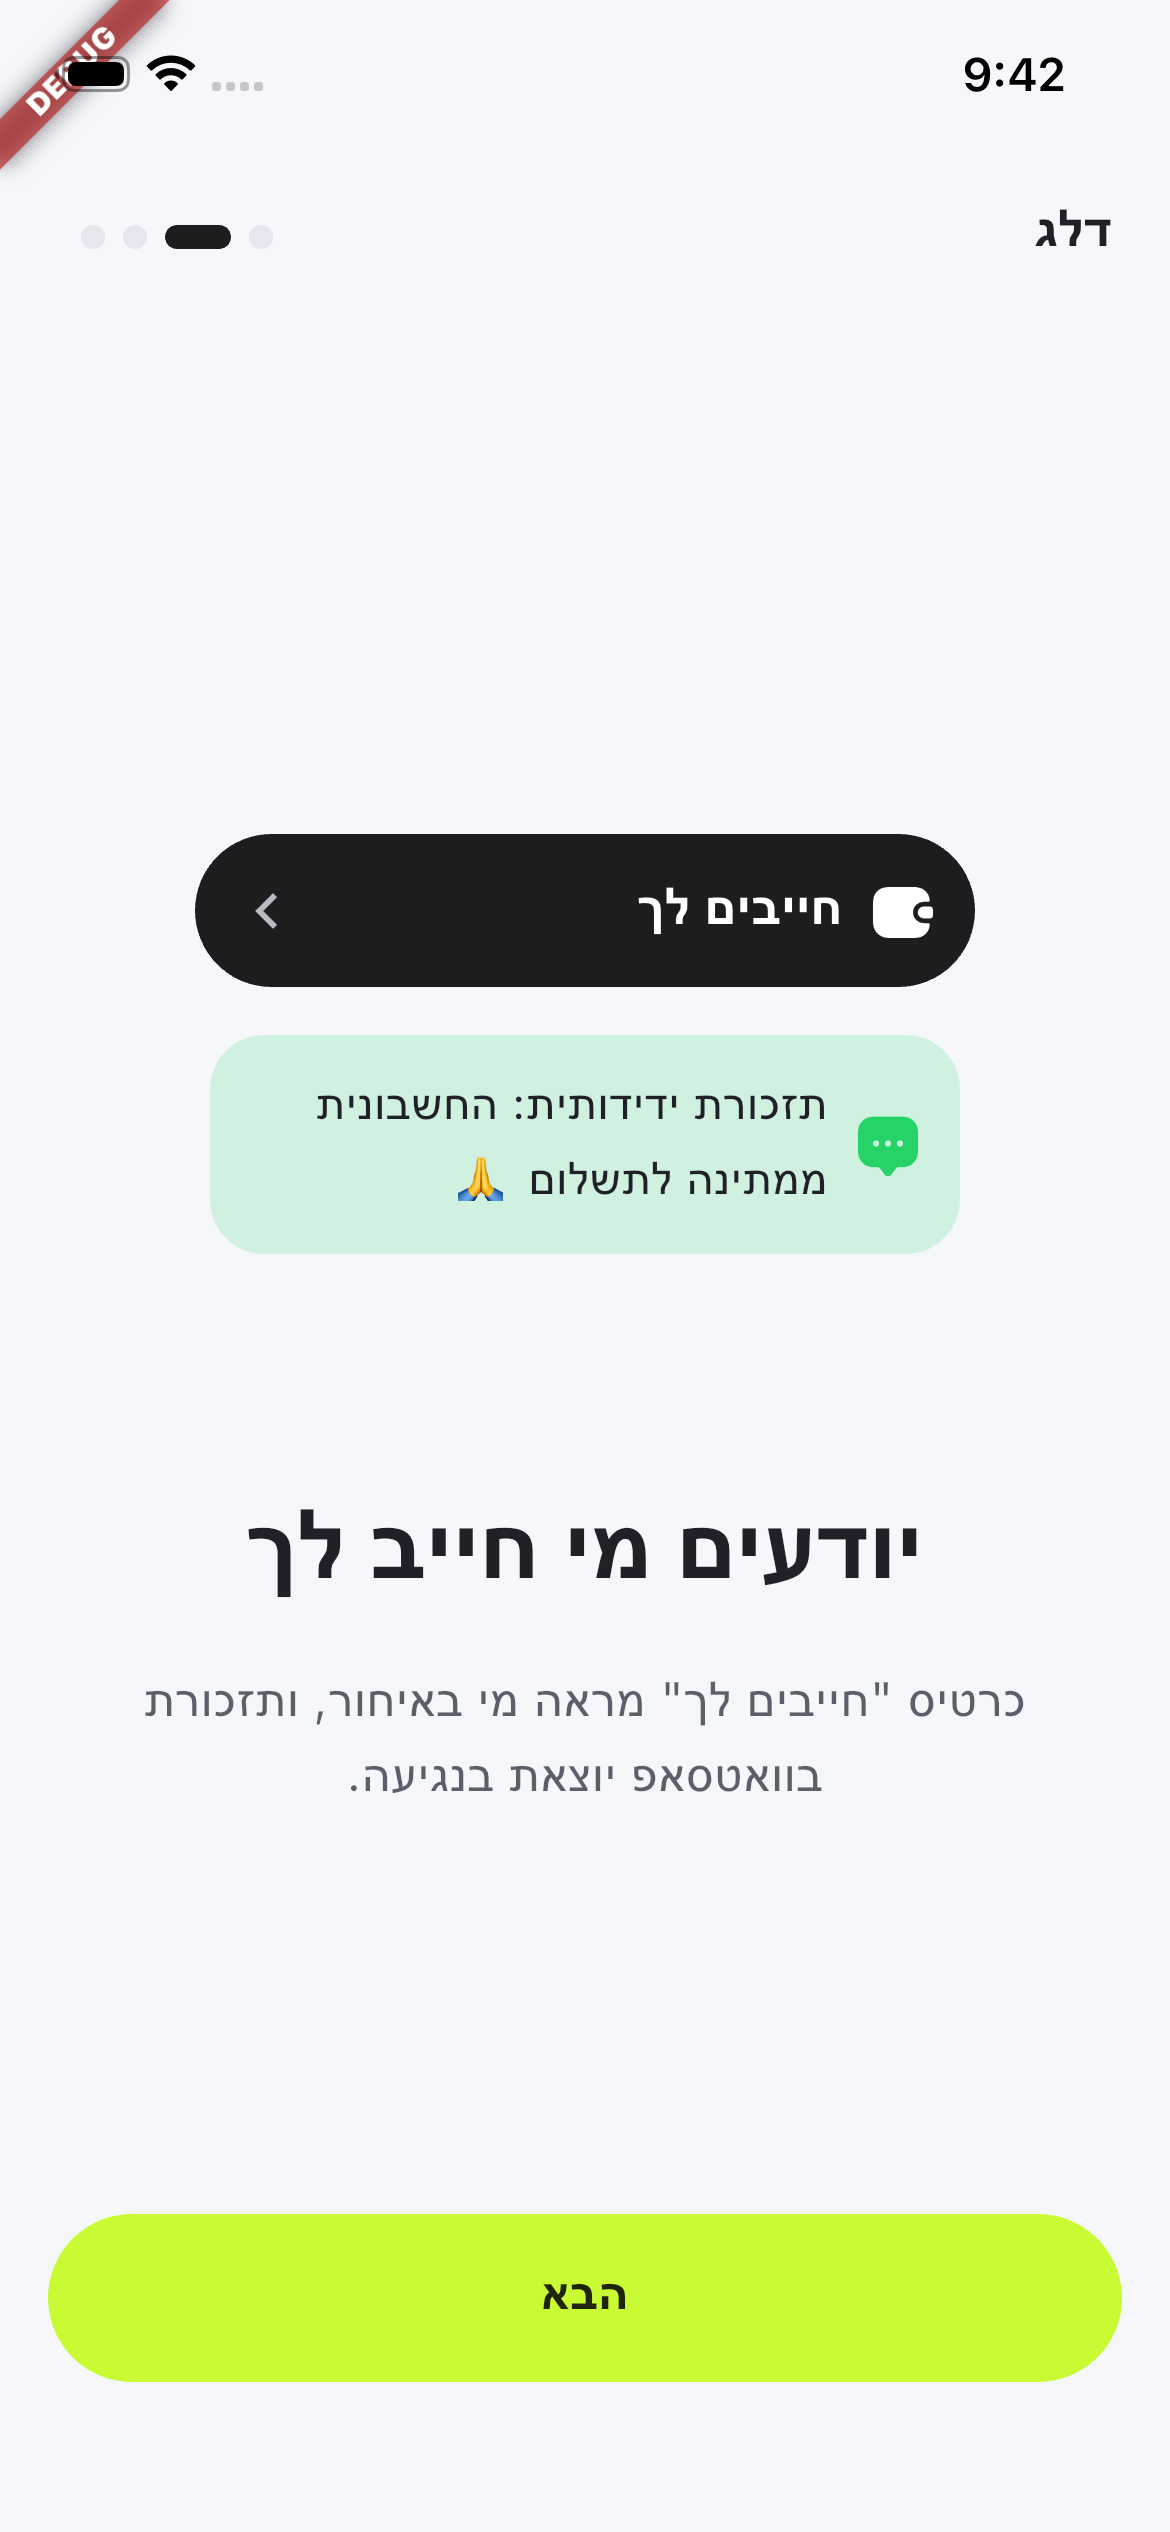 9:42
DEBUG
דלג
חייבים לך
תזכורת ידידותית: החשבונית
ממתינה לתשלום 🙏
יודעים מי חייב לך
כרטיס "חייבים לך" מראה מי באיחור, ותזכורת
בוואטסאפ יוצאת בנגיעה.
הבא